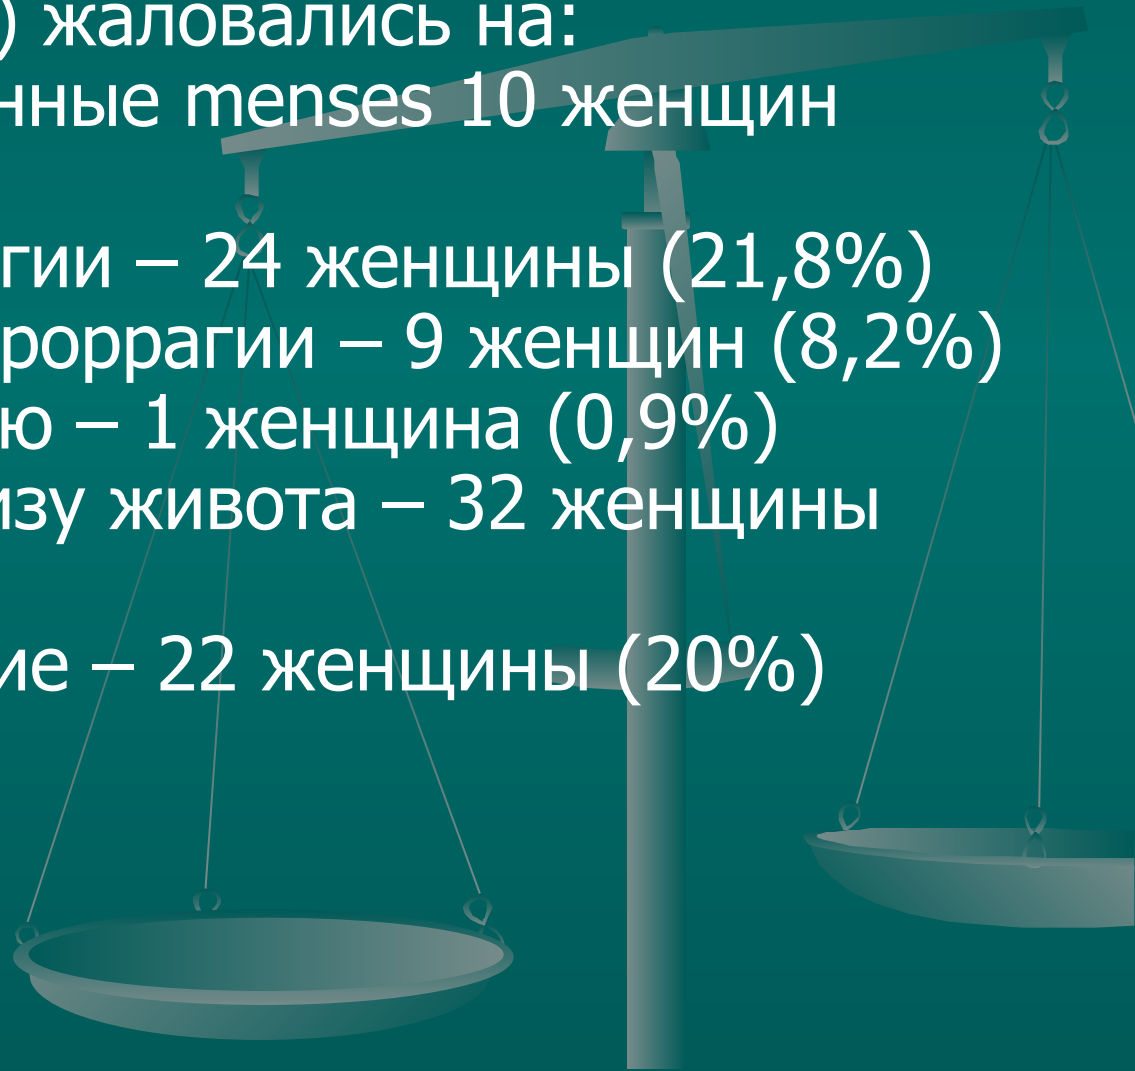 ) жаловались на:
нные menses 10 женщин
гии – 24 женщины (21,8%)
роррагии – 9 женщин (8,2%)
ю – 1 женщина (0,9%)
изу живота – 32 женщины
ие – 22 женщины (20%)